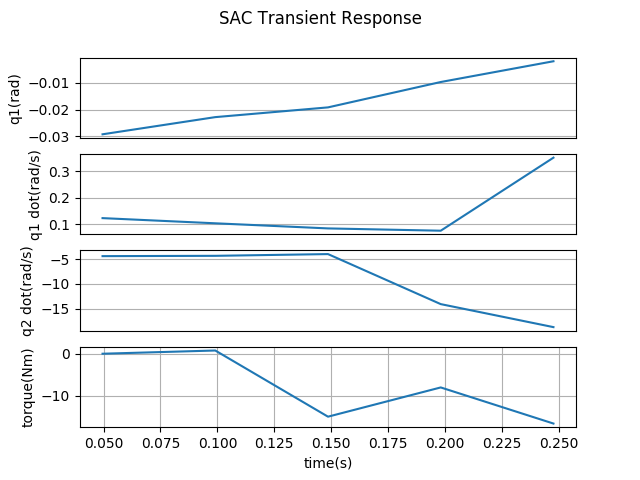 SAC Transient Response
q1(rad)
−0.01
−0.02
−0.03
q1 dot(rad/s)
0.3
0.2
0.1
q2 dot(rad/s)
−5
−10
−15
torque(Nm)
0
−10
0.050 0.075 0.100 0.125 0.150 0.175 0.200 0.225 0.250
time(s)